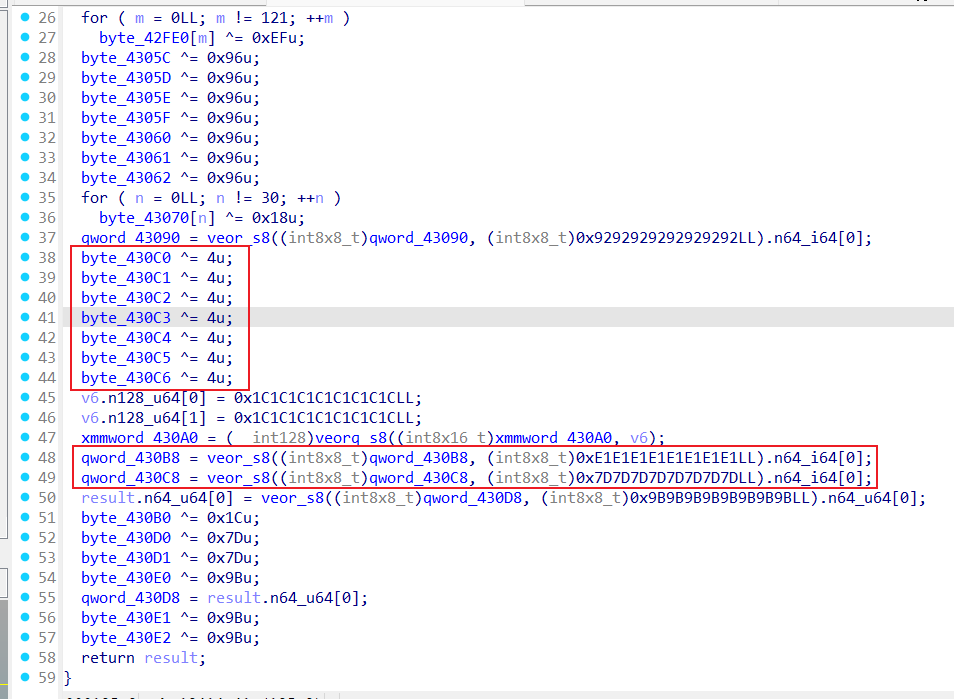 26 for ( m = 0LL; m != 121; ++m )
27 byte_42FE0[m] ^= 0xEFu;
28 byte_4305C ^= 0x96u;
29 byte_4305D ^= 0x96u;
30 byte_4305E ^= 0x96u;
31 byte_4305F ^= 0x96u;
32 byte_43060 ^= 0x96u;
33 byte_43061 ^= 0x96u;
34 byte_43062 ^= 0x96u;
35 for ( n = 0LL; n != 30; ++n )
36 byte_43070[n] ^= 0x18u;
37 qword_43090 = veor_s8((int8x8_t)qword_43090, (int8x8_t)0x9292929292929292LL).n64_i64[0];
38 byte_430C0 ^= 4u;
39 byte_430C1 ^= 4u;
40 byte_430C2 ^= 4u;
41 byte_430C3 ^= 4u;
42 byte_430C4 ^= 4u;
43 byte_430C5 ^= 4u;
44 byte_430C6 ^= 4u;
45 v6.n128_u64[0] = 0x1C1C1C1C1C1C1C1CLL;
46 v6.n128_u64[1] = 0x1C1C1C1C1C1C1C1CLL;
47 xmmword_430A0 = (__int128)veorq_s8((int8x16_t)xmmword_430A0, v6);
48 qword_430B8 = veor_s8((int8x8_t)qword_430B8, (int8x8_t)0xE1E1E1E1E1E1E1E1LL).n64_i64[0];
49 qword_430C8 = veor_s8((int8x8_t)qword_430C8, (int8x8_t)0x7D7D7D7D7D7D7D7DLL).n64_i64[0];
50 result.n64_u64[0] = veor_s8((int8x8_t)qword_430D8, (int8x8_t)0x9B9B9B9B9B9B9B9BLL).n64_u64[0];
51 byte_430B0 ^= 0x1Cu;
52 byte_430D0 ^= 0x7Du;
53 byte_430D1 ^= 0x7Du;
54 byte_430E0 ^= 0x9Bu;
55 qword_430D8 = result.n64_u64[0];
56 byte_430E1 ^= 0x9Bu;
57 byte_430E2 ^= 0x9Bu;
58 return result;
59 }